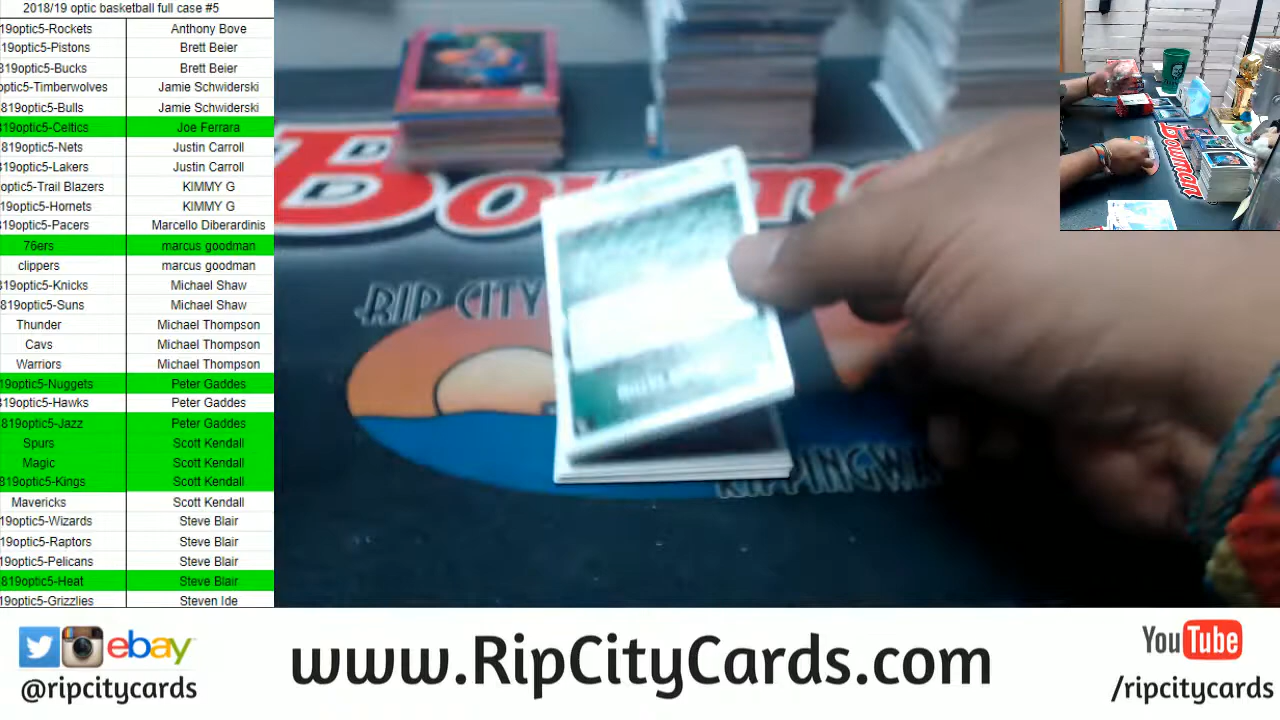 2018/19 optic basketball full case #5
19optic5-Rockets Anthony Bove
19optic5-Pistons Brett Beier
819optic5-Bucks Brett Beier
optic5-Timberwolves Jamie Schwiderski
819optic5-Bulls Jamie Schwiderski
819optic5-Celtics Joe Ferrara
819optic5-Nets Justin Carroll
819optic5-Lakers Justin Carroll
optic5-Trail Blazers KIMMY G
19optic5-Hornets KIMMY G
819optic5-Pacers Marcello Diberardinis
76ers marcus goodman
clippers marcus goodman
819optic5-Knicks Michael Shaw
819optic5-Suns Michael Shaw
Thunder Michael Thompson
Cavs Michael Thompson
Warriors Michael Thompson
19optic5-Nuggets Peter Gaddes
819optic5-Hawks Peter Gaddes
819optic5-Jazz Peter Gaddes
Spurs Scott Kendall
Magic Scott Kendall
819optic5-Kings Scott Kendall
Mavericks Scott Kendall
19optic5-Wizards Steve Blair
19optic5-Raptors Steve Blair
19optic5-Pelicans Steve Blair
819optic5-Heat Steve Blair
19optic5-Grizzlies Steven Ide
Bowman
RIP CITY
RIPPINGWA
Bowman
ebay
@ripcitycards
www.RipCityCards.com
YouTube
/ripcitycards